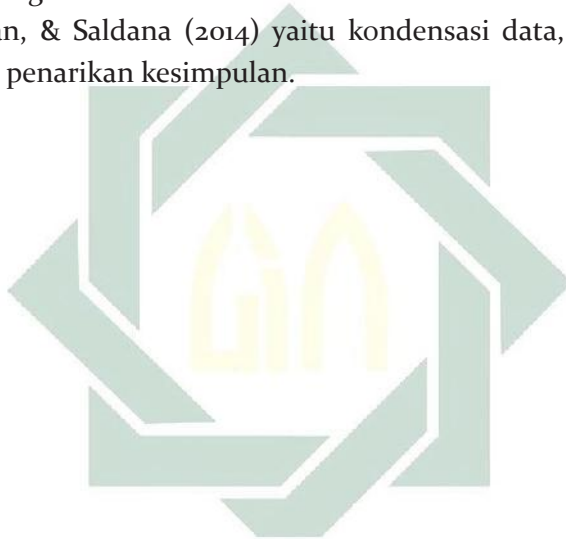 an, & Saldana (2014) yaitu kondensasi data,
penarikan kesimpulan.